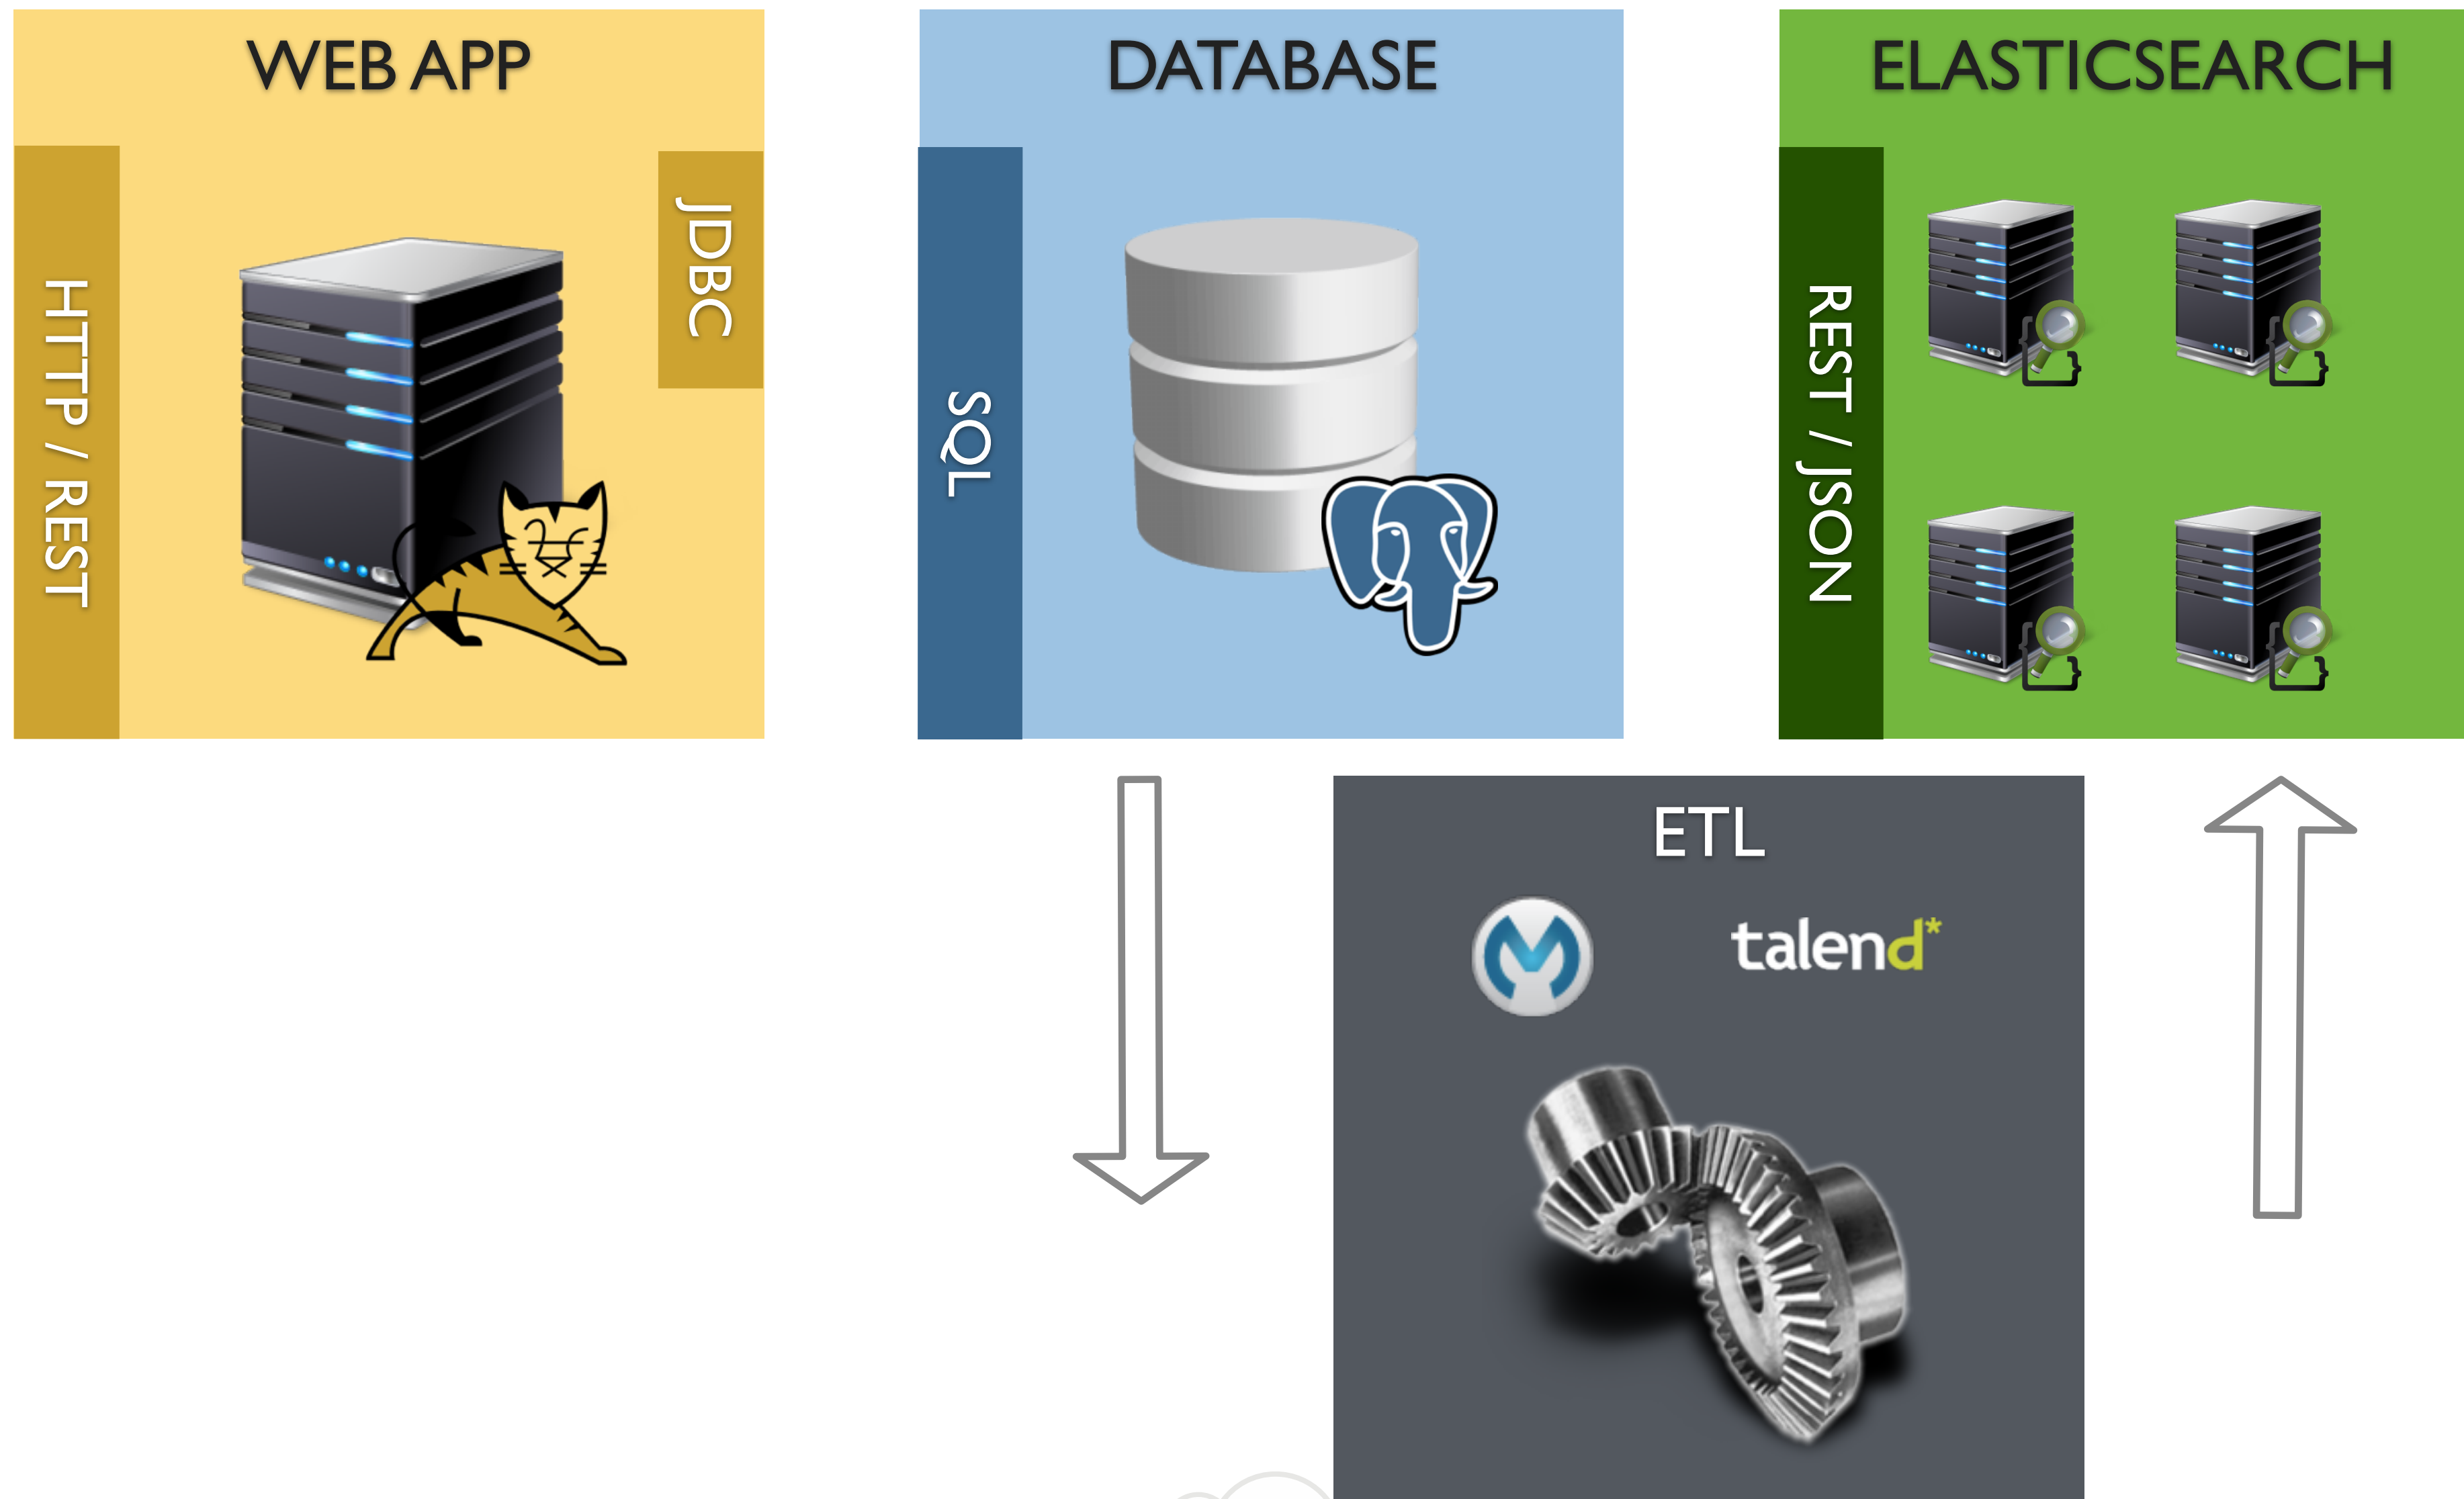 WEB APP
HTTP / REST
JDBC
DATABASE
SQL
ELASTICSEARCH
REST / JSON
ETL
talend*